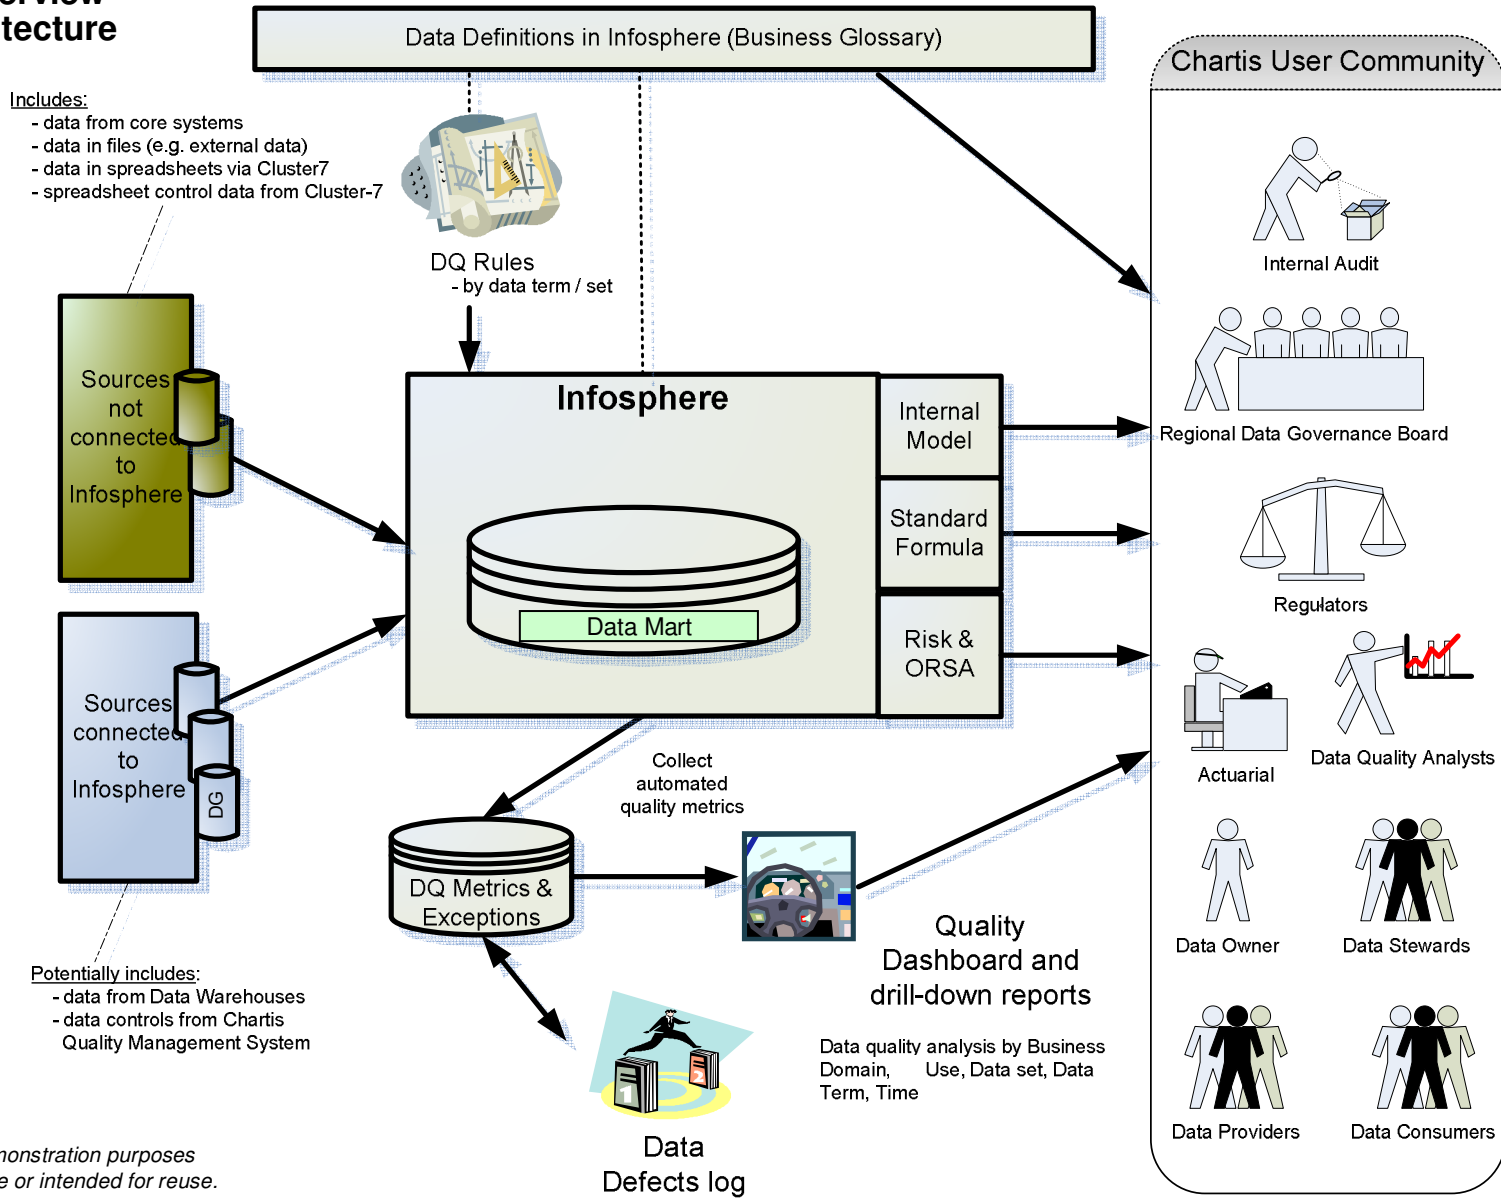 tecture
Data Definitions in Infosphere (Business Glossary)
Chartis User Community
Includes:
- data from core systems
- data in files (e.g. external data)
- data in spreadsheets via Cluster7
- spreadsheet control data from Cluster-7
DQ Rules
- by data term / set
Internal Audit
Sources
not
connected
to
Infosphere
Infosphere
Internal
Model
Regional Data Governance Board
Standard
Formula
Regulators
Data Mart
Risk &
ORSA
Sources
connected
to
Infosphere
DG
Actuarial
Data Quality Analysts
Collect
automated
quality metrics
DQ Metrics &
Exceptions
Quality
Dashboard and
drill-down reports
Data Owner
Data Stewards
Potentially includes:
- data from Data Warehouses
- data controls from Chartis
Quality Management System
Data quality analysis by Business
Domain, Use, Data set, Data
Term, Time
1
2
Data
Defects log
Data Providers
Data Consumers
monstration purposes
e or intended for reuse.